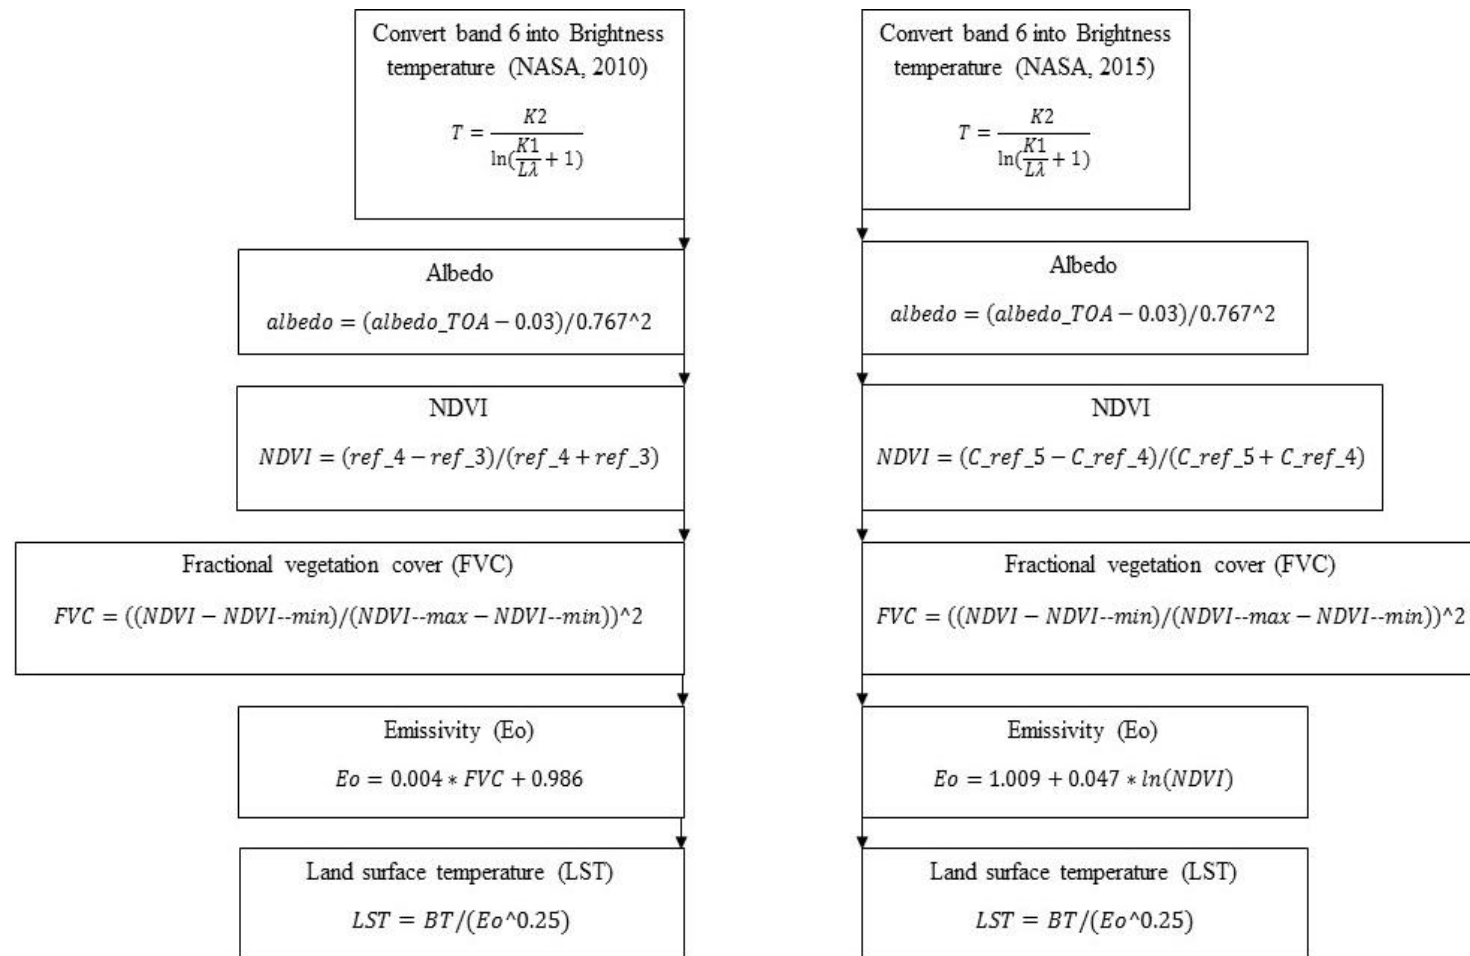 Convert band 6 into Brightness
temperature (NASA, 2010)
T = K2 / ln(K1/Lλ + 1)
Albedo
albedo = (albedo_TOA − 0.03)/0.767^2
NDVI
NDVI = (ref_4 − ref_3)/(ref_4 + ref_3)
Fractional vegetation cover (FVC)
FVC = ((NDVI − NDVI--min)/(NDVI--max − NDVI--min))^2
Emissivity (Eo)
Eo = 0.004 * FVC + 0.986
Land surface temperature (LST)
LST = BT/(Eo^0.25)
Convert band 6 into Brightness
temperature (NASA, 2015)
T = K2 / ln(K1/Lλ + 1)
Albedo
albedo = (albedo_TOA − 0.03)/0.767^2
NDVI
NDVI = (C_ref_5 − C_ref_4)/(C_ref_5 + C_ref_4)
Fractional vegetation cover (FVC)
FVC = ((NDVI − NDVI--min)/(NDVI--max − NDVI--min))^2
Emissivity (Eo)
Eo = 1.009 + 0.047 * ln(NDVI)
Land surface temperature (LST)
LST = BT/(Eo^0.25)